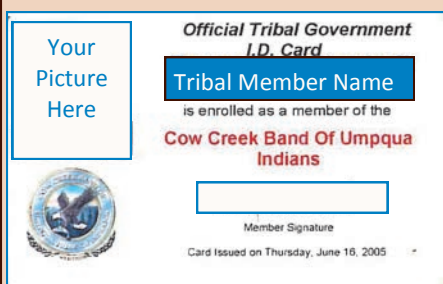 Your
Picture
Here
Official Tribal Government
I.D. Card
Tribal Member Name
is enrolled as a member of the
Cow Creek Band Of Umpqua
Indians
Member Signature
Card Issued on Thursday, June 16, 2005